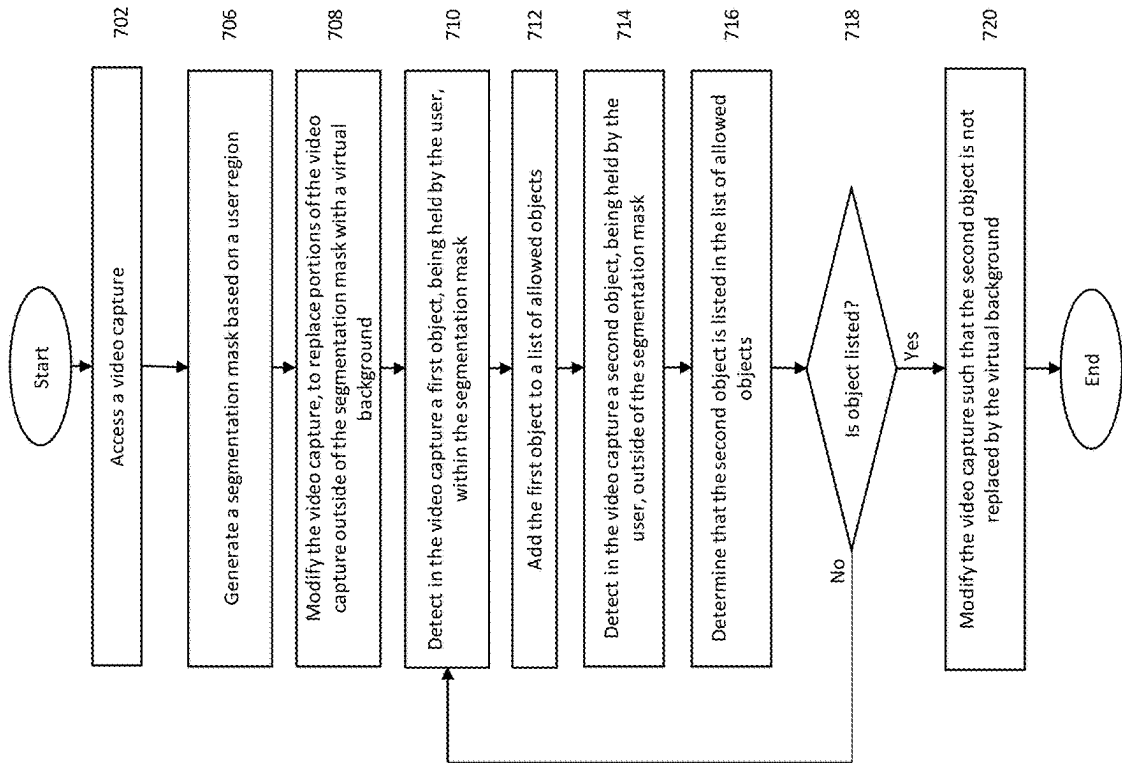 Start
702
Access a video capture
706
Generate a segmentation mask based on a user region
708
Modify the video capture, to replace portions of the video
capture outside of the segmentation mask with a virtual
background
710
Detect in the video capture a first object, being held by the user,
within the segmentation mask
712
Add the first object to a list of allowed objects
714
Detect in the video capture a second object, being held by the
user, outside of the segmentation mask
716
Determine that the second object is listed in the list of allowed
objects
718
Is object listed?
No
Yes
720
Modify the video capture such that the second object is not
replaced by the virtual background
End